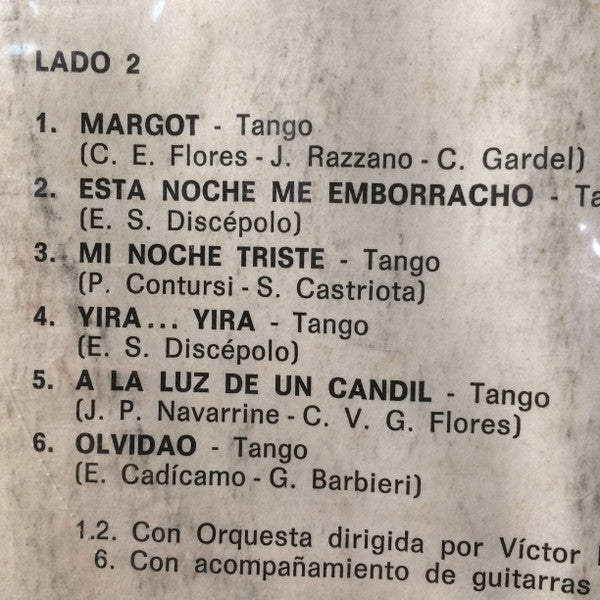 LADO 2
1. MARGOT - Tango
(C. E. Flores - J. Razzano - C. Gardel)
2. ESTA NOCHE ME EMBORRACHO -
(E. S. Discépolo)
3. MI NOCHE TRISTE - Tango
(P. Contursi - S. Castriota)
4. YIRA... YIRA - Tango
(E. S. Discépolo)
5. A LA LUZ DE UN CANDIL - Tango
(J. P. Navarrine - C. V. G. Flores)
6. OLVIDAO - Tango
(E. Cadícamo - G. Barbieri)
1.2. Con Orquesta dirigida por Víctor
6. Con acompañamiento de guitarras